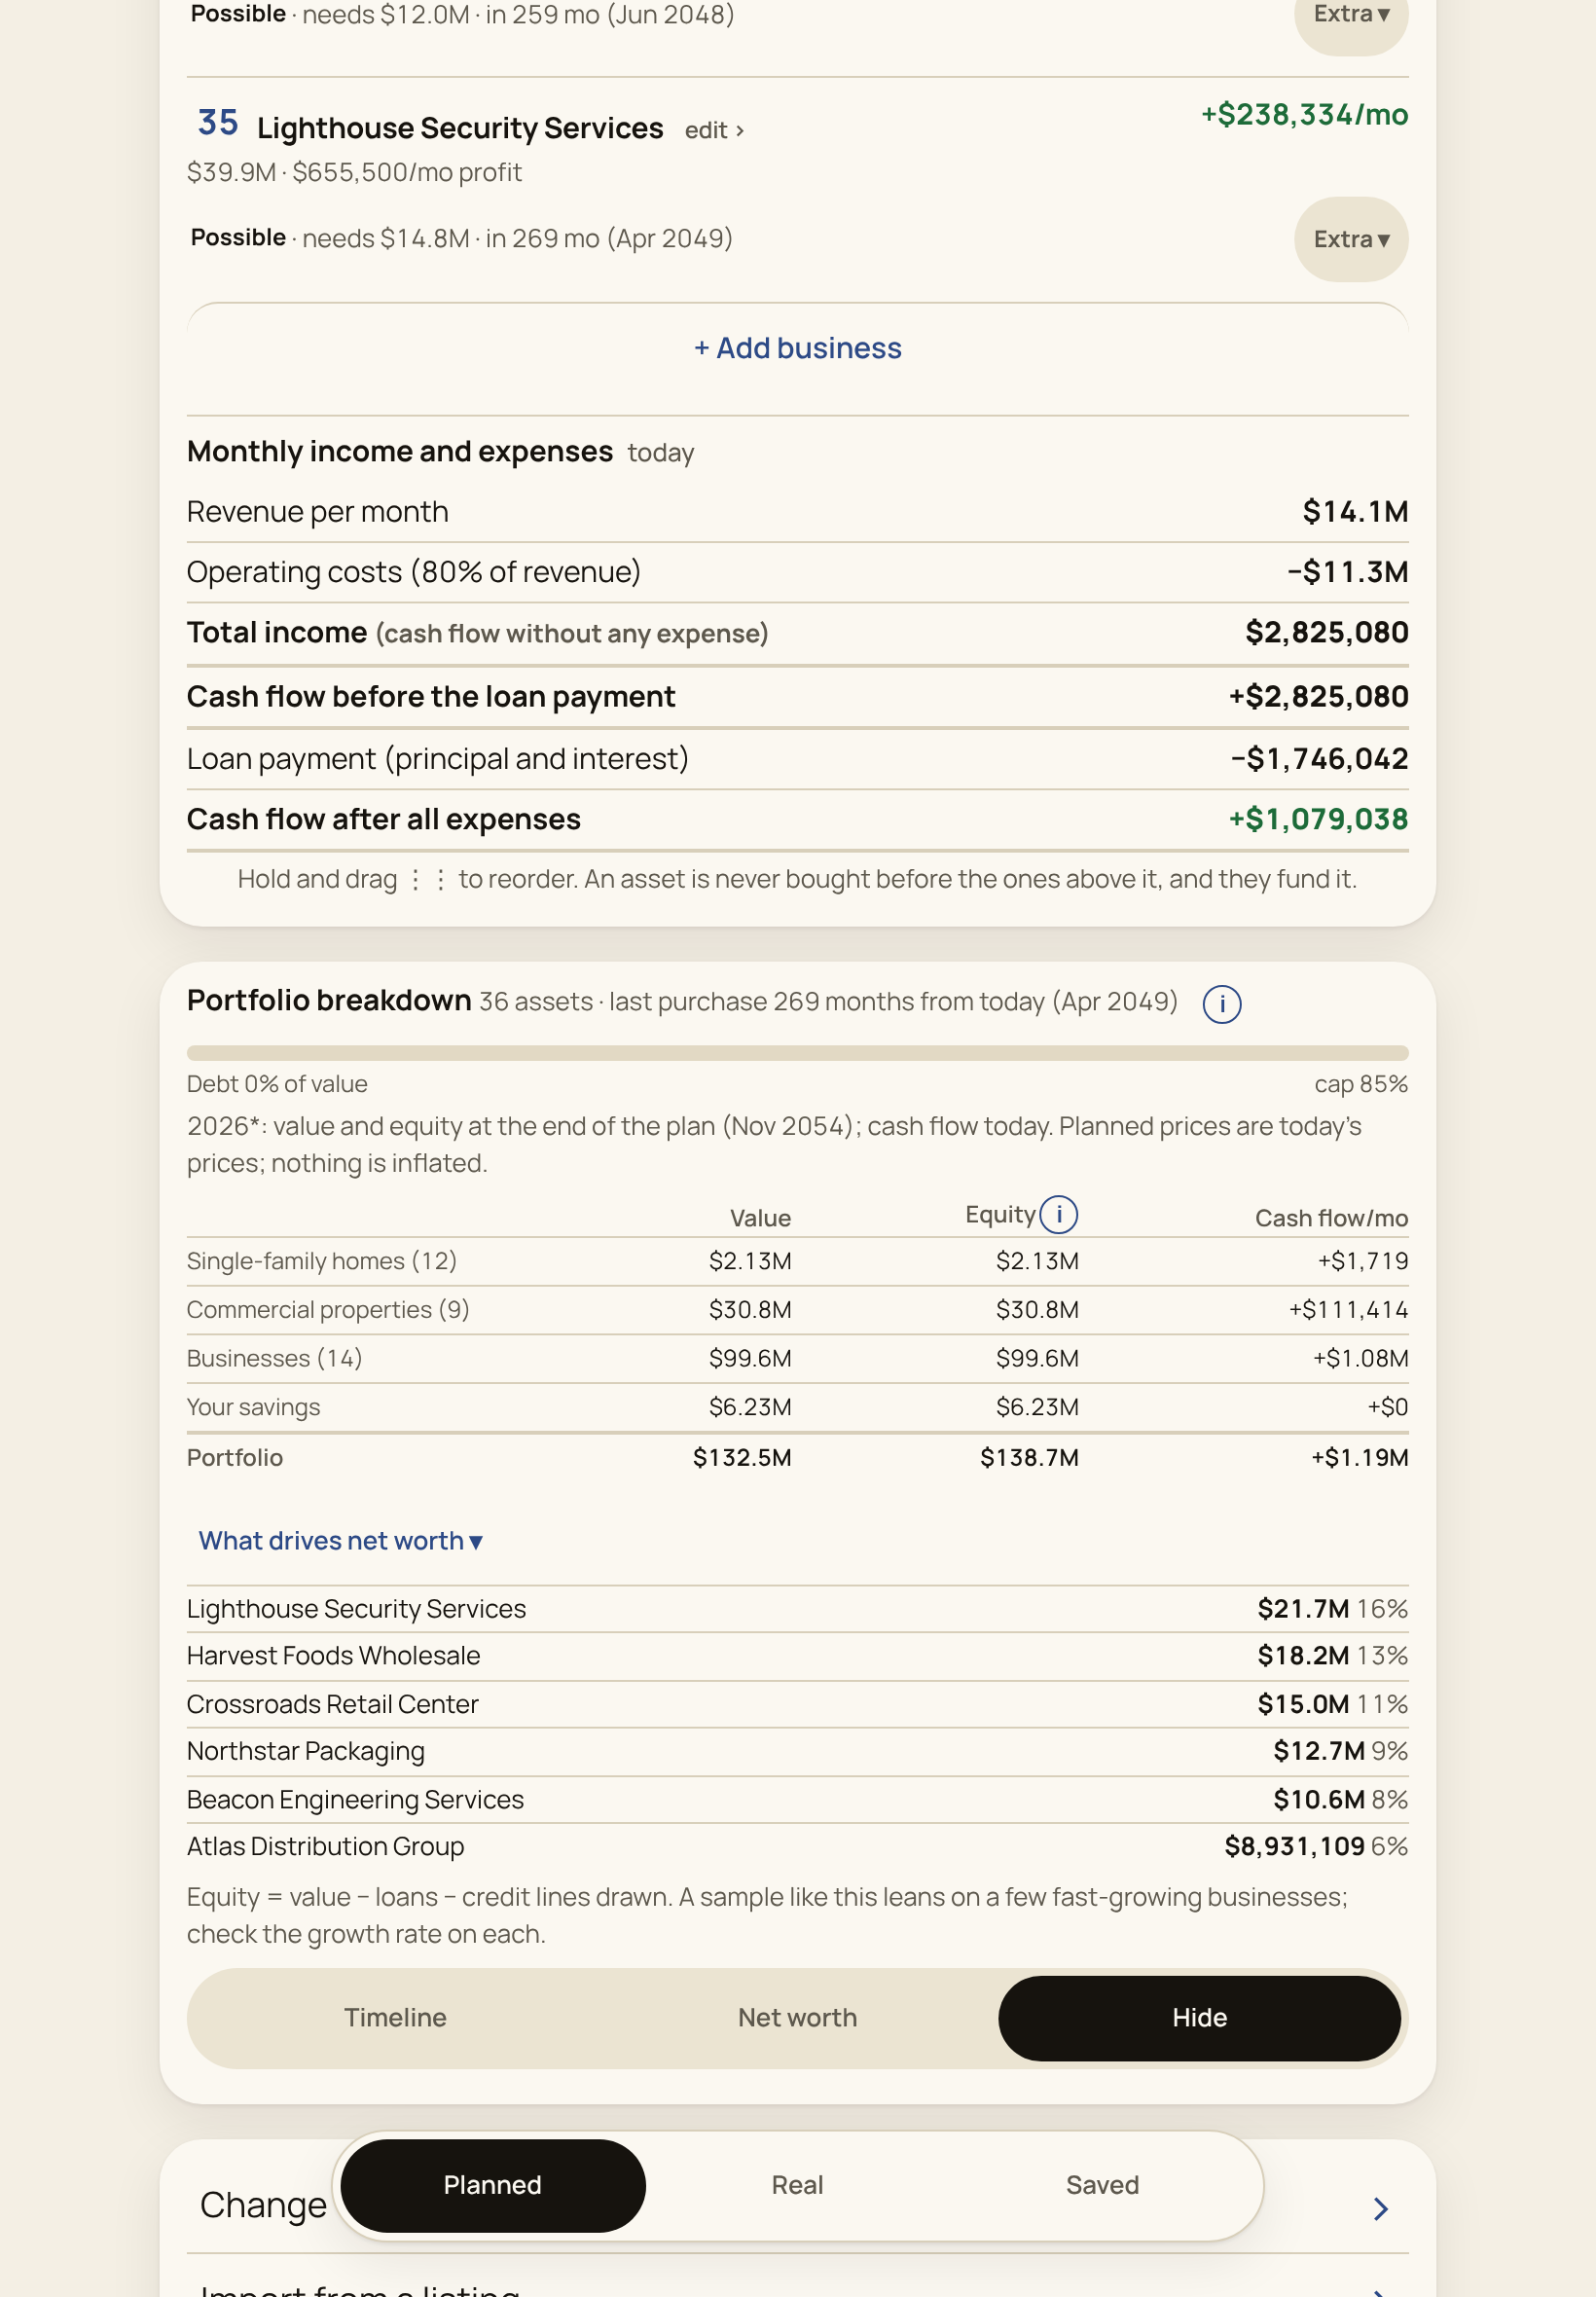 Possible · needs $12.0M · in 259 mo (Jun 2048)
Extra ▾
35 Lighthouse Security Services edit ›
+$238,334/mo
$39.9M · $655,500/mo profit
Possible · needs $14.8M · in 269 mo (Apr 2049)
Extra ▾
+ Add business
Monthly income and expenses today
Revenue per month $14.1M
Operating costs (80% of revenue) −$11.3M
Total income (cash flow without any expense) $2,825,080
Cash flow before the loan payment +$2,825,080
Loan payment (principal and interest) −$1,746,042
Cash flow after all expenses +$1,079,038
Hold and drag ⋮⋮ to reorder. An asset is never bought before the ones above it, and they fund it.
Portfolio breakdown 36 assets · last purchase 269 months from today (Apr 2049) i
Debt 0% of value cap 85%
2026*: value and equity at the end of the plan (Nov 2054); cash flow today. Planned prices are today’s
prices; nothing is inflated.
Value Equity i Cash flow/mo
Single-family homes (12) $2.13M $2.13M +$1,719
Commercial properties (9) $30.8M $30.8M +$111,414
Businesses (14) $99.6M $99.6M +$1.08M
Your savings $6.23M $6.23M +$0
Portfolio $132.5M $138.7M +$1.19M
What drives net worth ▾
Lighthouse Security Services $21.7M 16%
Harvest Foods Wholesale $18.2M 13%
Crossroads Retail Center $15.0M 11%
Northstar Packaging $12.7M 9%
Beacon Engineering Services $10.6M 8%
Atlas Distribution Group $8,931,109 6%
Equity = value − loans − credit lines drawn. A sample like this leans on a few fast-growing businesses;
check the growth rate on each.
Timeline Net worth Hide
Change
Planned Real Saved
Import from a listing